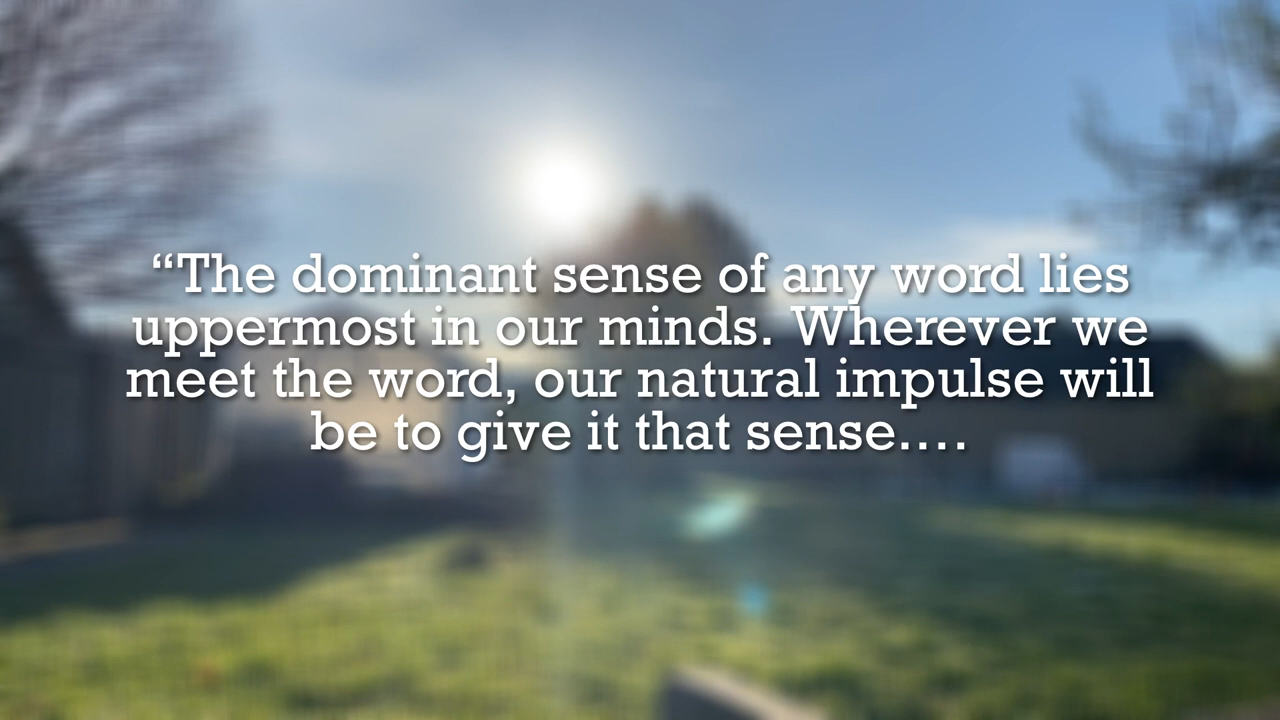 “The dominant sense of any word lies
uppermost in our minds. Wherever we
meet the word, our natural impulse will
be to give it that sense….